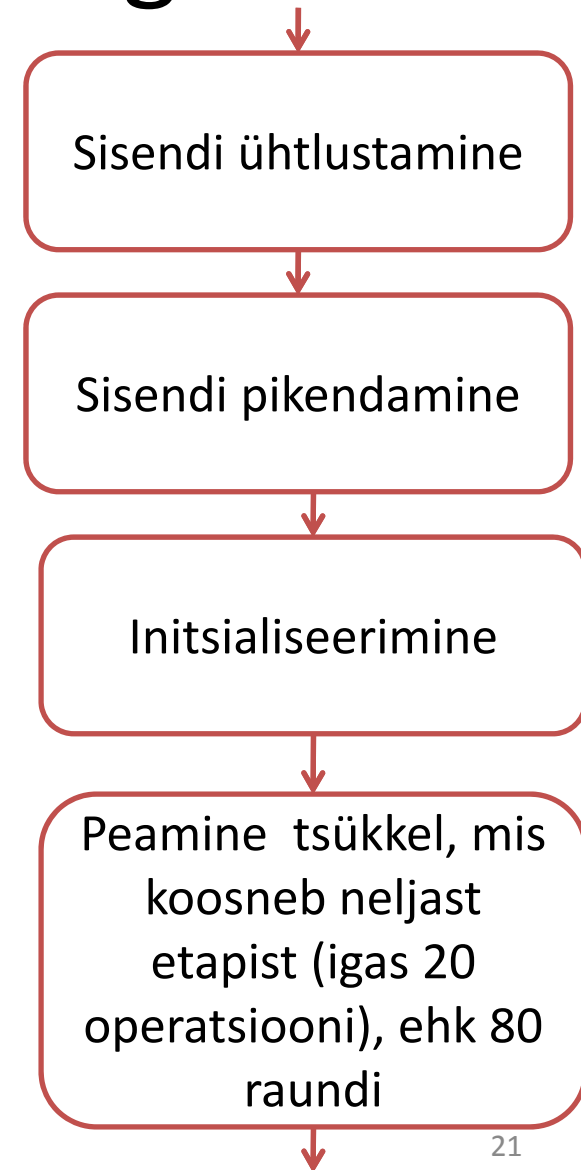 Sisendi ühtlustamine
Sisendi pikendamine
Initsialiseerimine
Peamine tsükkel, mis
koosneb neljast
etapist (igas 20
operatsiooni), ehk 80
raundi
21